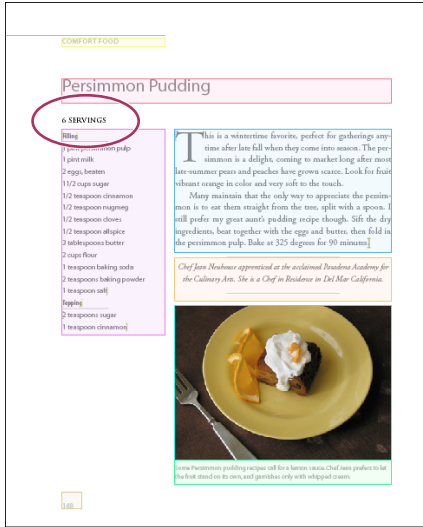 COMFORT FOOD
Persimmon Pudding
6 SERVINGS
Filling
1 pint persimmon pulp
1 pint milk
2 eggs, beaten
11/2 cups sugar
1/2 teaspoon cinnamon
1/2 teaspoon nugmeg
1/2 teaspoon cloves
1/2 teaspoon allspice
3 tablespoons butter
2 cups flour
1 teaspoon baking soda
2 teaspoons baking powder
1 teaspoon salt
Topping
2 teaspoons sugar
1 teaspoon cinnamon
This is a wintertime favorite, perfect for gatherings any-
time after late fall when they come into season. The per-
simmon is a delight, coming to market long after most
late-summer pears and peaches have grown scarce. Look for fruit
vibrant orange in color and very soft to the touch.
Many maintain that the only way to appreciate the persim-
mon is to eat them straight from the tree, split with a spoon. I
still prefer my great aunt's pudding recipe though. Sift the dry
ingredients, beat together with the eggs and butter, then fold in
the persimmon pulp. Bake at 325 degrees for 90 minutes.
Chef Jean Neuhouse apprenticed at the acclaimed Pasadena Academy for
the Culinary Arts. She is a Chef in Residence in Del Mar California.
Some Persimmon pudding recipes call for a lemon sauce. Chef Jean prefers to let
the fruit stand on its own, and garnishes only with whipped cream.
148